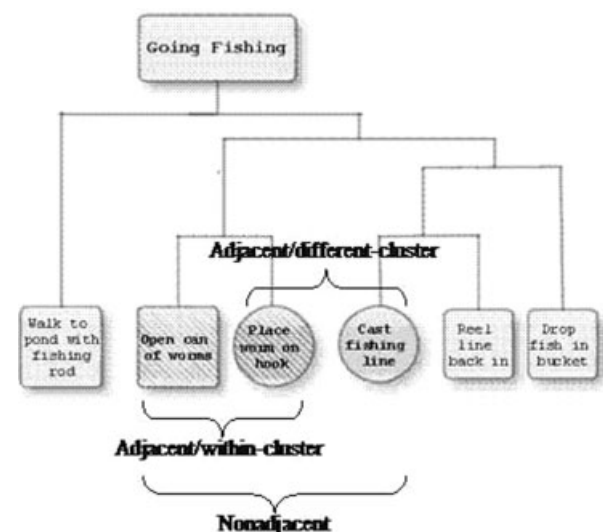 Going Fishing
Adjacent/different-cluster
Walk to
pond with
fishing
rod
Open can
of worms
Place
worm on
hook
Cast
fishing
line
Reel
line
back in
Drop
fish in
bucket
Adjacent/within-cluster
Nonadjacent